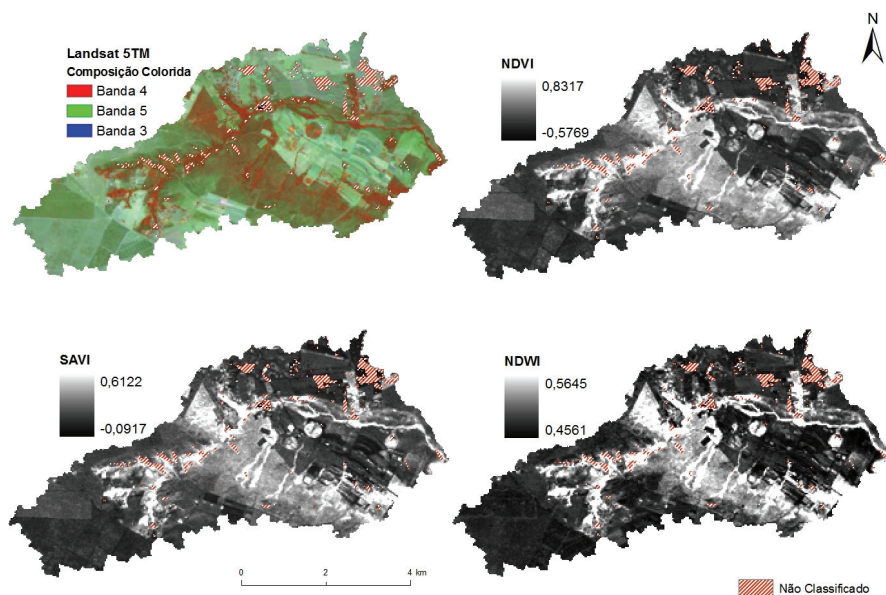 Landsat 5TM
Composição Colorida
Banda 4
Banda 5
Banda 3
N
NDVI
0,8317
-0,5769
SAVI
0,6122
-0,0917
NDWI
0,5645
0,4561
0 2 4 km
Não Classificado